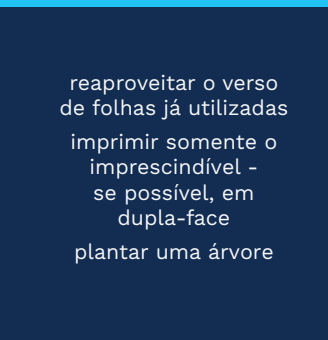 reaproveitar o verso
de folhas já utilizadas
imprimir somente o
imprescindível -
se possível, em
dupla-face
plantar uma árvore